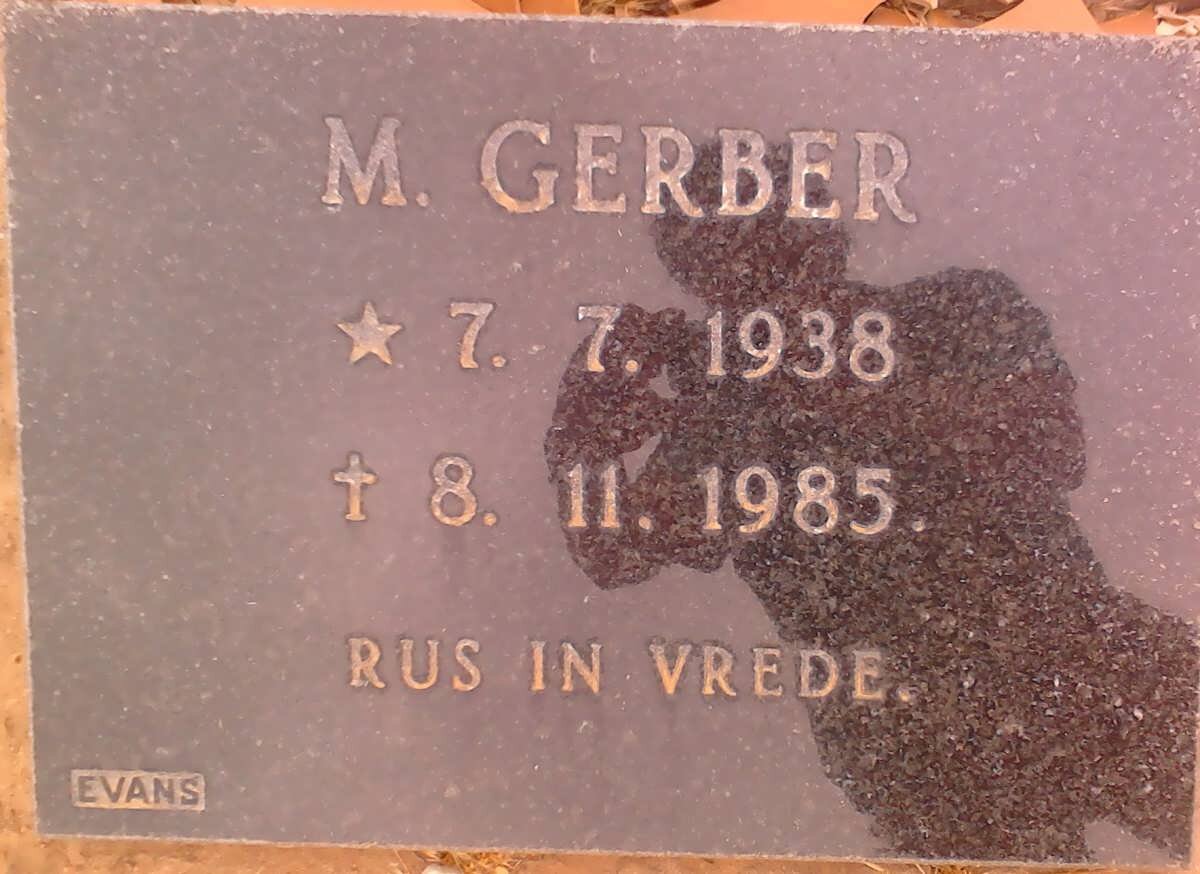 M. GERBER
★ 7. 7. 1938
† 8. 11. 1985.
RUS IN VREDE.
EVANS